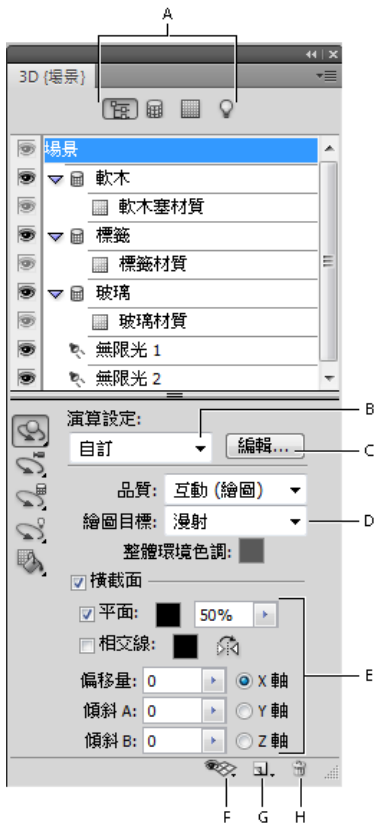 A
3D {場景}
場景
軟木
軟木塞材質
標籤
標籤材質
玻璃
玻璃材質
無限光 1
無限光 2
演算設定:
B
自訂
編輯...
C
品質: 互動 (繪圖)
繪圖目標: 漫射
D
整體環境色調:
橫截面
平面: 50%
相交線:
E
偏移量: 0 X 軸
傾斜 A: 0 Y 軸
傾斜 B: 0 Z 軸
F G H